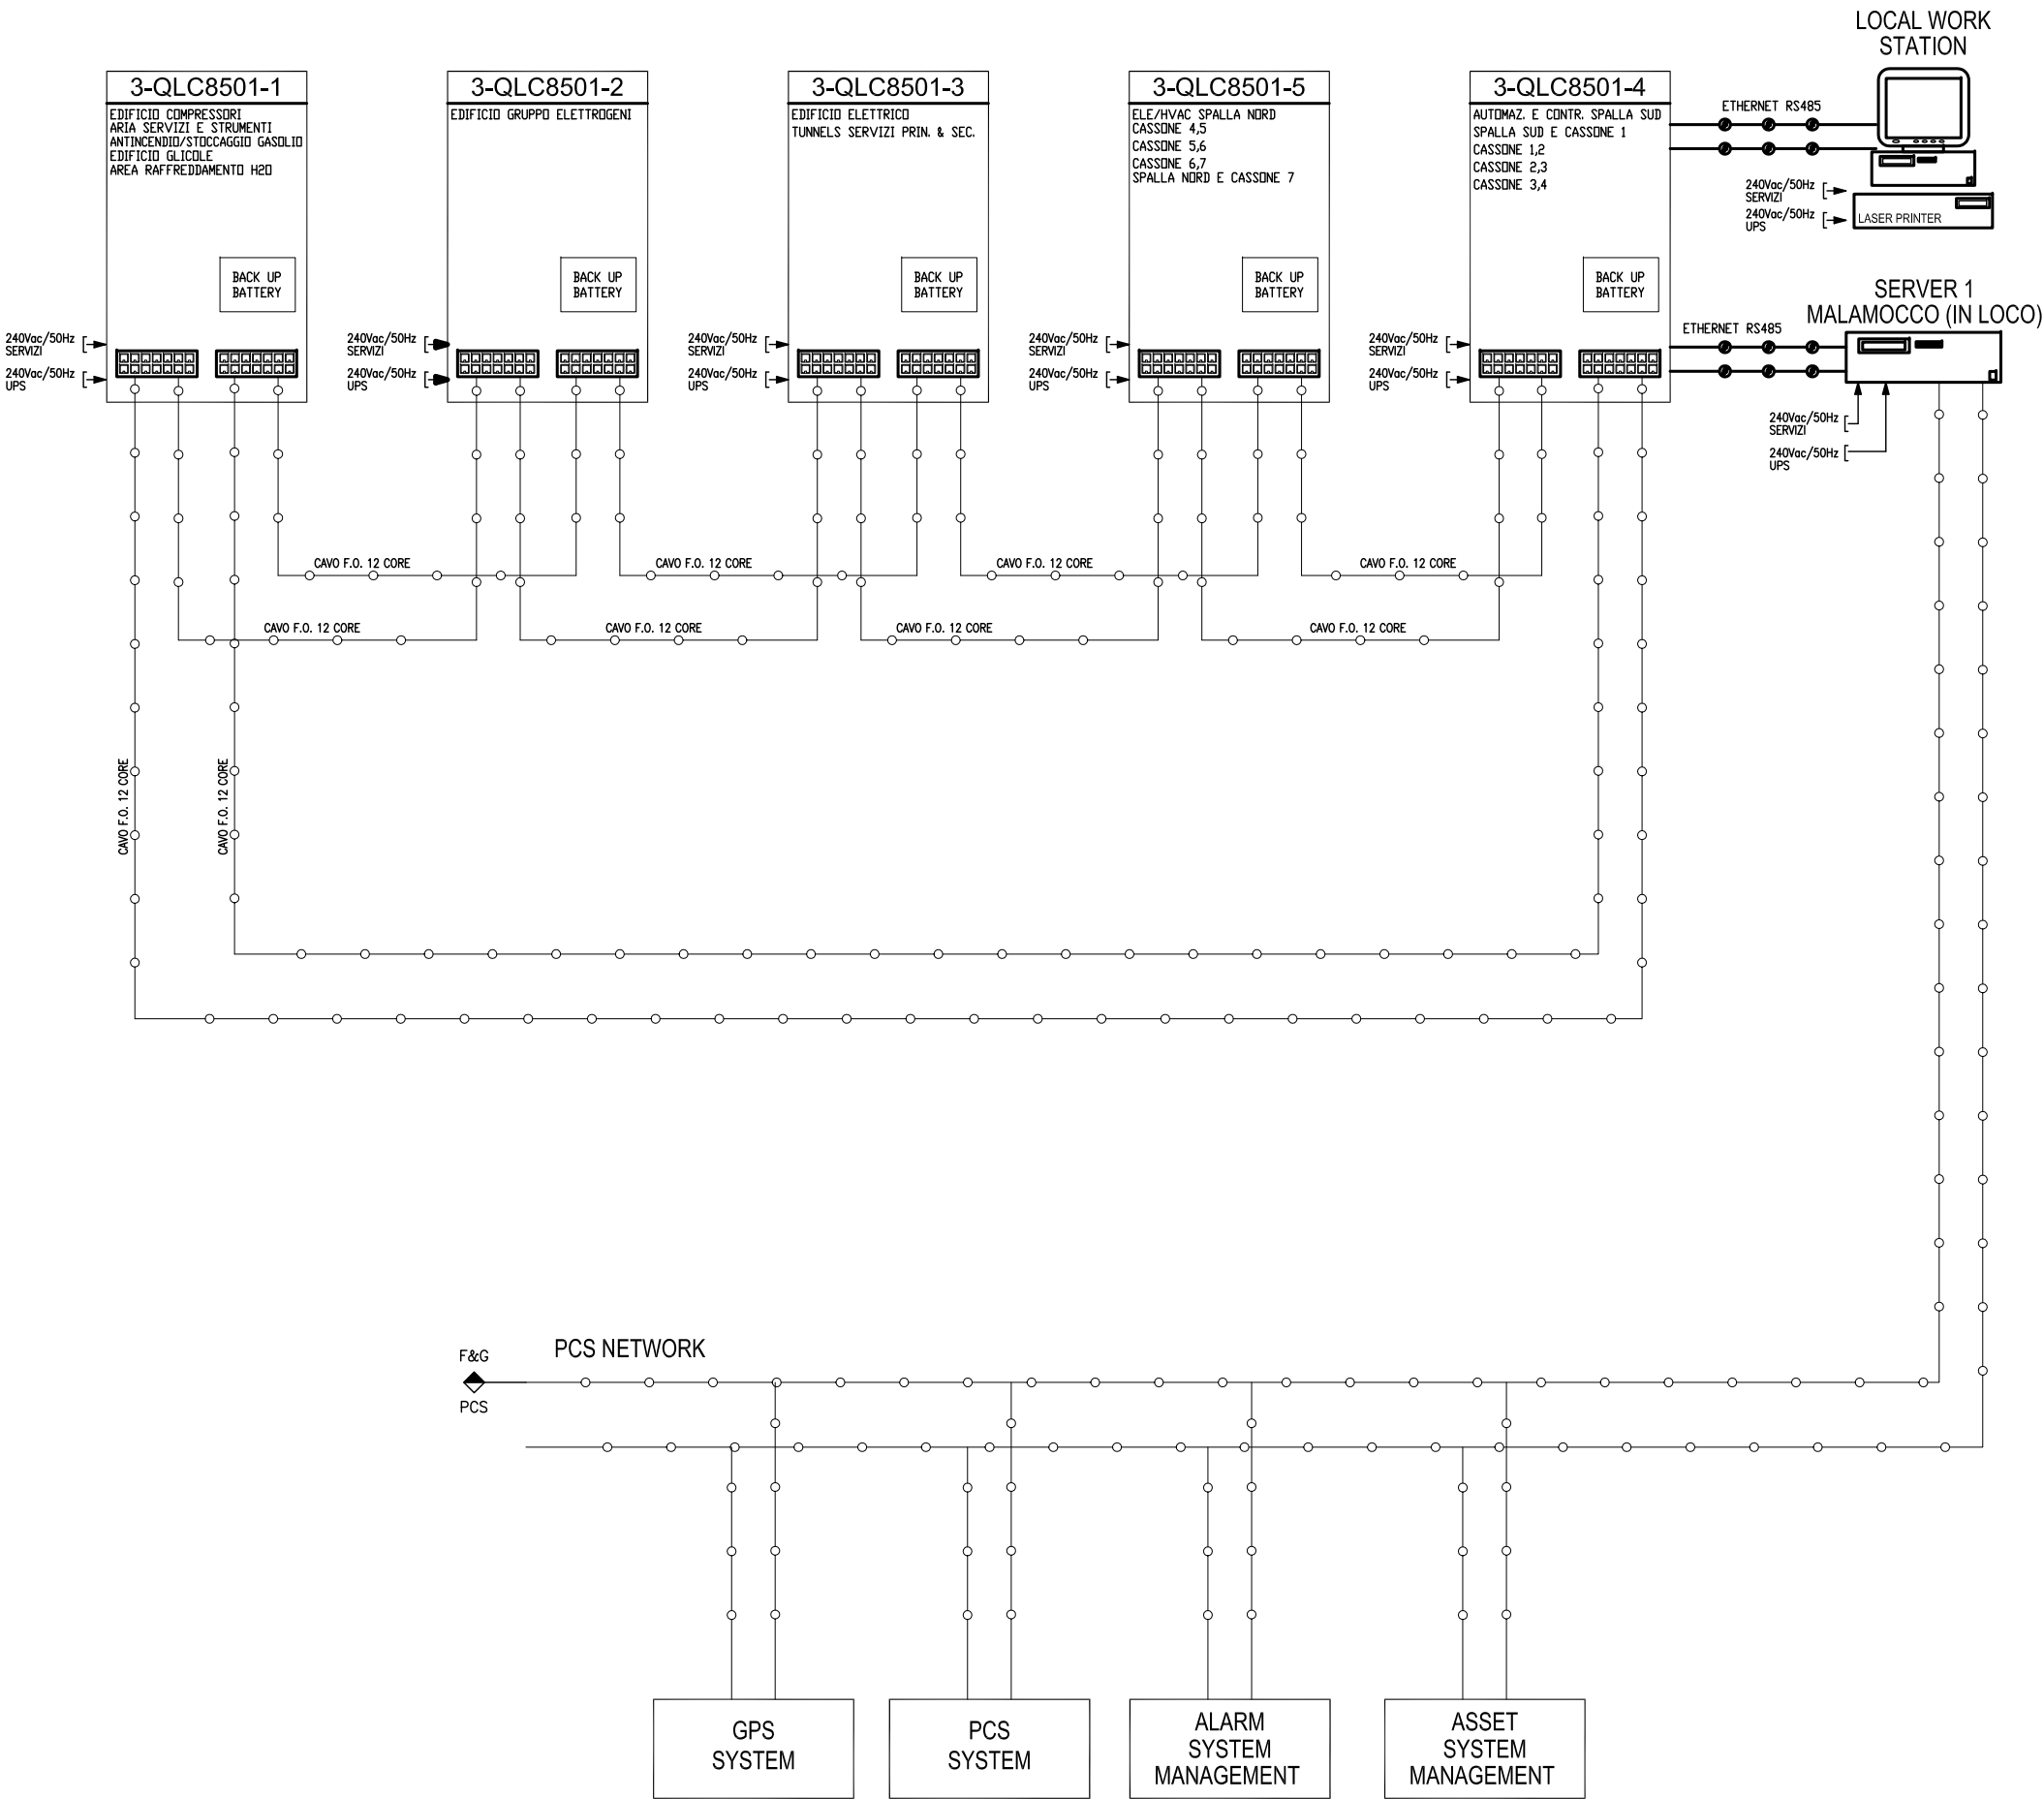 LOCAL WORK
STATION
3-QLC8501-1
EDIFICIO COMPRESSORI
ARIA SERVIZI E STRUMENTI
ANTINCENDIO/STOCCAGGIO GASOLIO
EDIFICIO GLICOLE
AREA RAFFREDDAMENTO H2O
BACK UP
BATTERY
240Vac/50Hz
SERVIZI
240Vac/50Hz
UPS
3-QLC8501-2
EDIFICIO GRUPPO ELETTROGENI
BACK UP
BATTERY
240Vac/50Hz
SERVIZI
240Vac/50Hz
UPS
3-QLC8501-3
EDIFICIO ELETTRICO
TUNNELS SERVIZI PRIN. & SEC.
BACK UP
BATTERY
240Vac/50Hz
SERVIZI
240Vac/50Hz
UPS
3-QLC8501-5
ELE/HVAC SPALLA NORD
CASSONE 4,5
CASSONE 5,6
CASSONE 6,7
SPALLA NORD E CASSONE 7
BACK UP
BATTERY
240Vac/50Hz
SERVIZI
240Vac/50Hz
UPS
3-QLC8501-4
AUTOMAZ. E CONTR. SPALLA SUD
SPALLA SUD E CASSONE 1
CASSONE 1,2
CASSONE 2,3
CASSONE 3,4
BACK UP
BATTERY
240Vac/50Hz
SERVIZI
240Vac/50Hz
UPS
ETHERNET RS485
240Vac/50Hz
SERVIZI
240Vac/50Hz
UPS
LASER PRINTER
SERVER 1
MALAMOCCO (IN LOCO)
ETHERNET RS485
240Vac/50Hz
SERVIZI
240Vac/50Hz
UPS
CAVO F.O. 12 CORE
CAVO F.O. 12 CORE
CAVO F.O. 12 CORE
CAVO F.O. 12 CORE
CAVO F.O. 12 CORE
CAVO F.O. 12 CORE
CAVO F.O. 12 CORE
CAVO F.O. 12 CORE
CAVO F.O. 12 CORE
CAVO F.O. 12 CORE
F&G
PCS
PCS NETWORK
GPS
SYSTEM
PCS
SYSTEM
ALARM
SYSTEM
MANAGEMENT
ASSET
SYSTEM
MANAGEMENT